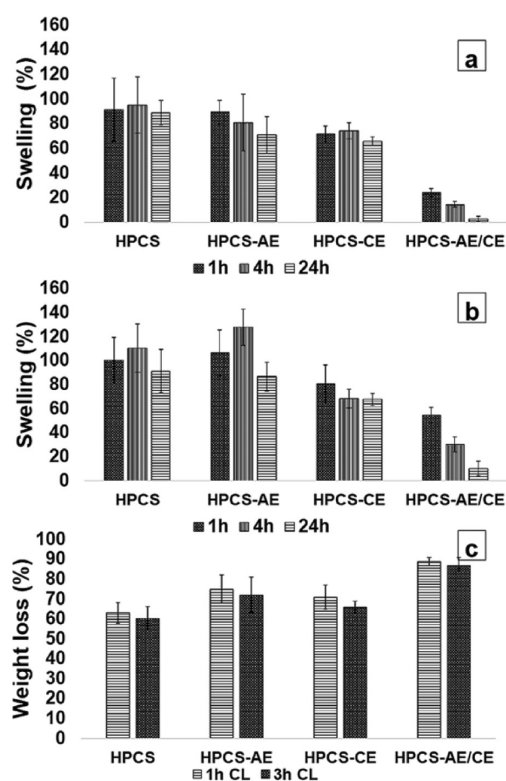 a
Swelling (%)
160
140
120
100
80
60
40
20
0
HPCS HPCS-AE HPCS-CE HPCS-AE/CE
1h 4h 24h
b
Swelling (%)
160
140
120
100
80
60
40
20
0
HPCS HPCS-AE HPCS-CE HPCS-AE/CE
1h 4h 24h
c
Weight loss (%)
100
90
80
70
60
50
40
30
20
10
0
HPCS HPCS-AE HPCS-CE HPCS-AE/CE
1h CL 3h CL